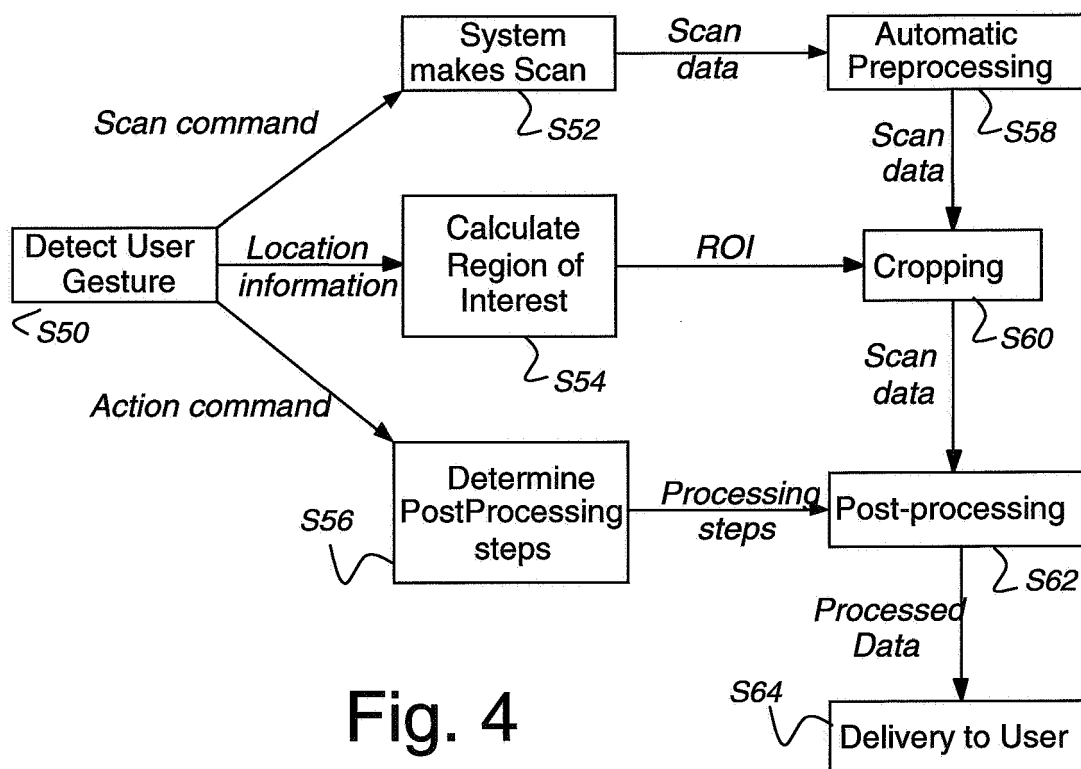 System
makes Scan
Scan
data
Automatic
Preprocessing
S52
S58
Scan command
Scan
data
Detect User
Gesture
Location
information
Calculate
Region of
Interest
ROI
Cropping
S50
S54
S60
Action command
Scan
data
Determine
PostProcessing
steps
Processing
steps
Post-processing
S56
S62
Processed
Data
Fig. 4
S64
Delivery to User